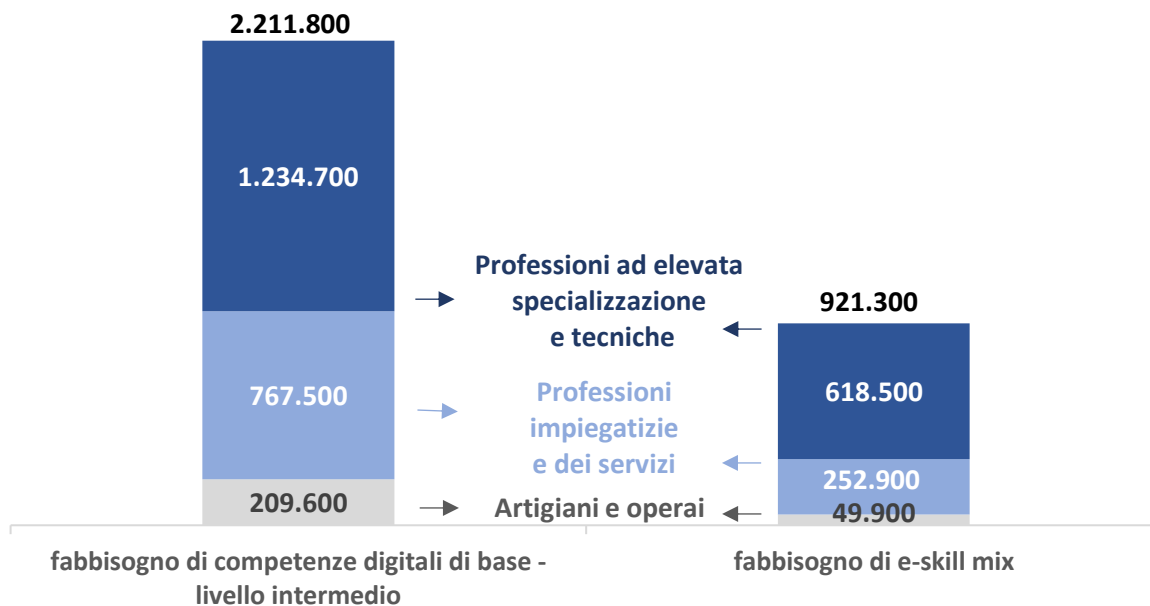 2.211.800
1.234.700
767.500
209.600
Professioni ad elevata
specializzazione
e tecniche
Professioni
impiegatizie
e dei servizi
Artigiani e operai
921.300
618.500
252.900
49.900
fabbisogno di competenze digitali di base -
livello intermedio
fabbisogno di e-skill mix